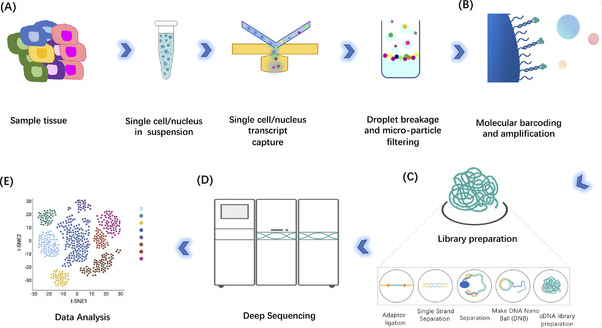 (A)
(B)
Sample tissue
Single cell/nucleus
in suspension
Single cell/nucleus
transcript
capture
Droplet breakage
and micro-particle
filtering
Molecular barcoding
and amplification
(E)
(D)
(C)
t-SNE2
30
20
10
0
-10
-20
-30
-30
-20
-10
0
10
20
30
t-SNE1
Data Analysis
Deep Sequencing
Library preparation
Adaptor
ligation
Single Strand
Separation
Separation
Make DNA Nano
Ball (DNB)
cDNA library
preparation